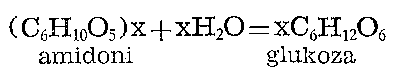 (C₆H₁₀O₅)x+xH₂O=xC₆H₁₂O₆
amidoni glukoza